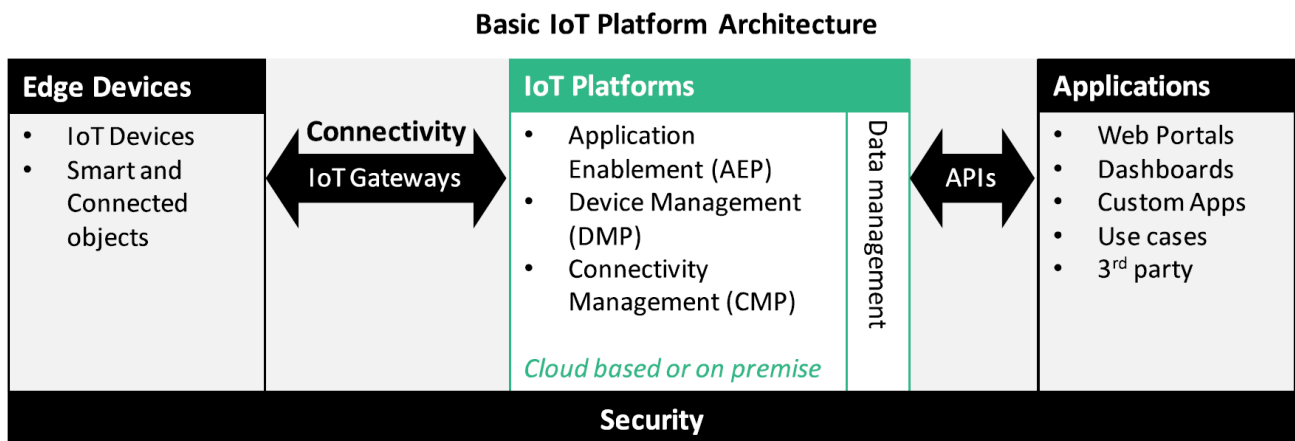 Basic IoT Platform Architecture
Edge Devices
• IoT Devices
• Smart and
Connected
objects
Connectivity
IoT Gateways
IoT Platforms
• Application
Enablement (AEP)
• Device Management
(DMP)
• Connectivity
Management (CMP)
Cloud based or on premise
Data management
APIs
Applications
• Web Portals
• Dashboards
• Custom Apps
• Use cases
• 3rd party
Security